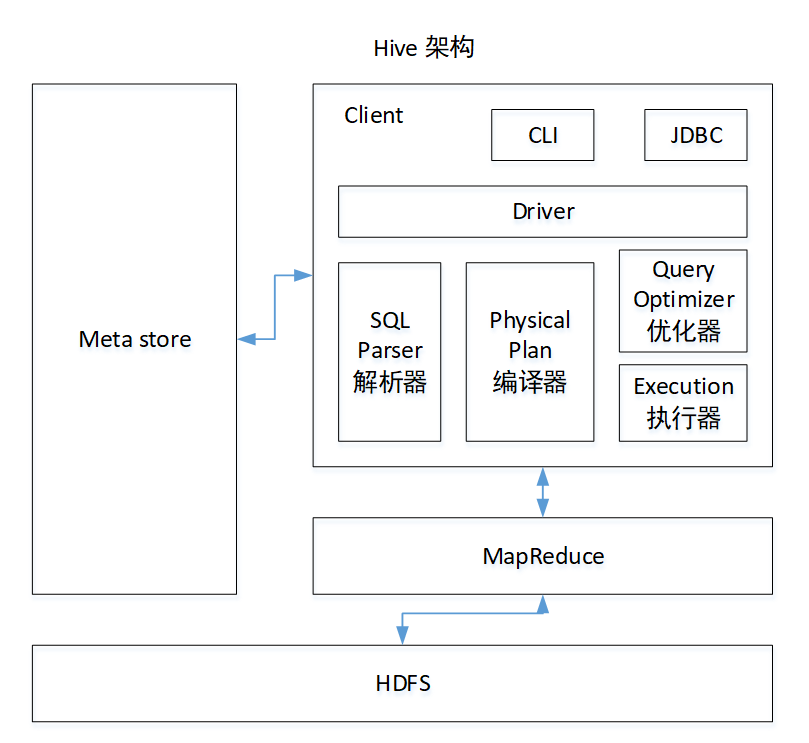 Hive 架构
Client
CLI
JDBC
Driver
Meta store
SQL
Parser
解析器
Physical
Plan
编译器
Query
Optimizer
优化器
Execution
执行器
MapReduce
HDFS